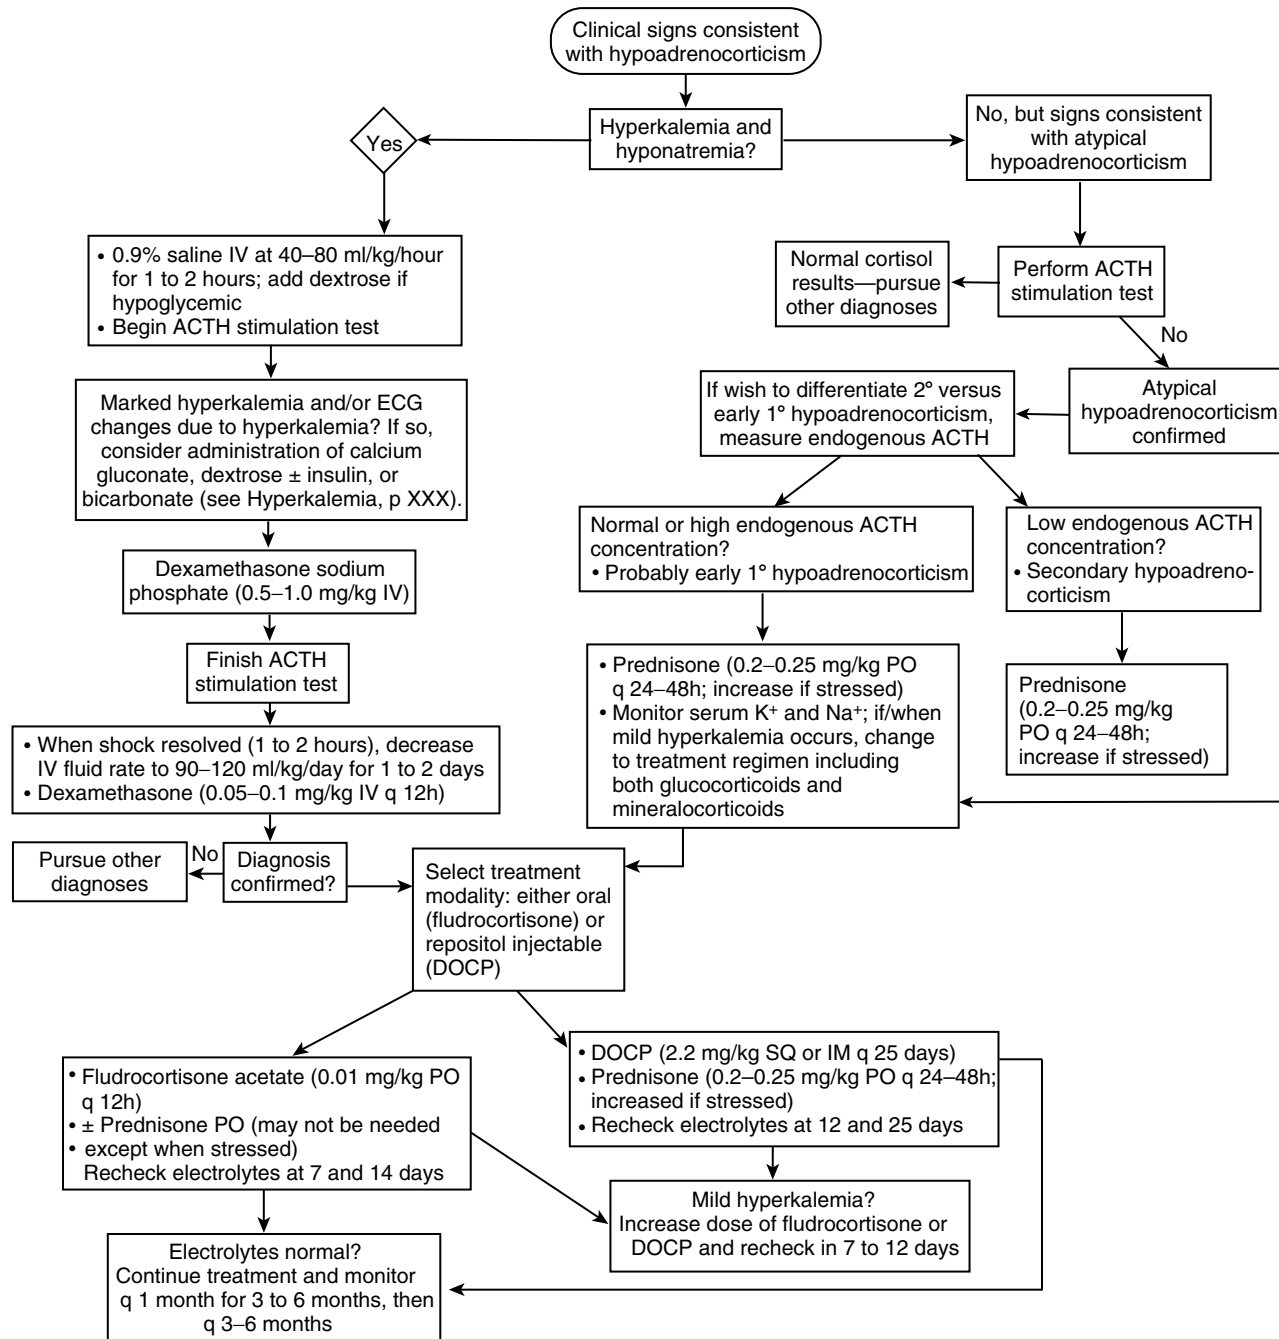 Clinical signs consistent
with hypoadrenocorticism
Hyperkalemia and
hyponatremia?
Yes
No, but signs consistent
with atypical
hypoadrenocorticism
• 0.9% saline IV at 40–80 ml/kg/hour
for 1 to 2 hours; add dextrose if
hypoglycemic
• Begin ACTH stimulation test
Normal cortisol
results—pursue
other diagnoses
Perform ACTH
stimulation test
No
Marked hyperkalemia and/or ECG
changes due to hyperkalemia? If so,
consider administration of calcium
gluconate, dextrose ± insulin, or
bicarbonate (see Hyperkalemia, p XXX).
If wish to differentiate 2° versus
early 1° hypoadrenocorticism,
measure endogenous ACTH
Atypical
hypoadrenocorticism
confirmed
Normal or high endogenous ACTH
concentration?
• Probably early 1° hypoadrenocorticism
Low endogenous ACTH
concentration?
• Secondary hypoadreno-
corticism
Dexamethasone sodium
phosphate (0.5–1.0 mg/kg IV)
Finish ACTH
stimulation test
• Prednisone (0.2–0.25 mg/kg PO
q 24–48h; increase if stressed)
• Monitor serum K⁺ and Na⁺; if/when
mild hyperkalemia occurs, change
to treatment regimen including
both glucocorticoids and
mineralocorticoids
Prednisone
(0.2–0.25 mg/kg
PO q 24–48h;
increase if stressed)
• When shock resolved (1 to 2 hours), decrease
IV fluid rate to 90–120 ml/kg/day for 1 to 2 days
• Dexamethasone (0.05–0.1 mg/kg IV q 12h)
Pursue other
diagnoses
No
Diagnosis
confirmed?
Select treatment
modality: either oral
(fludrocortisone) or
repositol injectable
(DOCP)
• Fludrocortisone acetate (0.01 mg/kg PO
q 12h)
• ± Prednisone PO (may not be needed
• except when stressed)
Recheck electrolytes at 7 and 14 days
• DOCP (2.2 mg/kg SQ or IM q 25 days)
• Prednisone (0.2–0.25 mg/kg PO q 24–48h;
increased if stressed)
• Recheck electrolytes at 12 and 25 days
Mild hyperkalemia?
Increase dose of fludrocortisone or
DOCP and recheck in 7 to 12 days
Electrolytes normal?
Continue treatment and monitor
q 1 month for 3 to 6 months, then
q 3–6 months